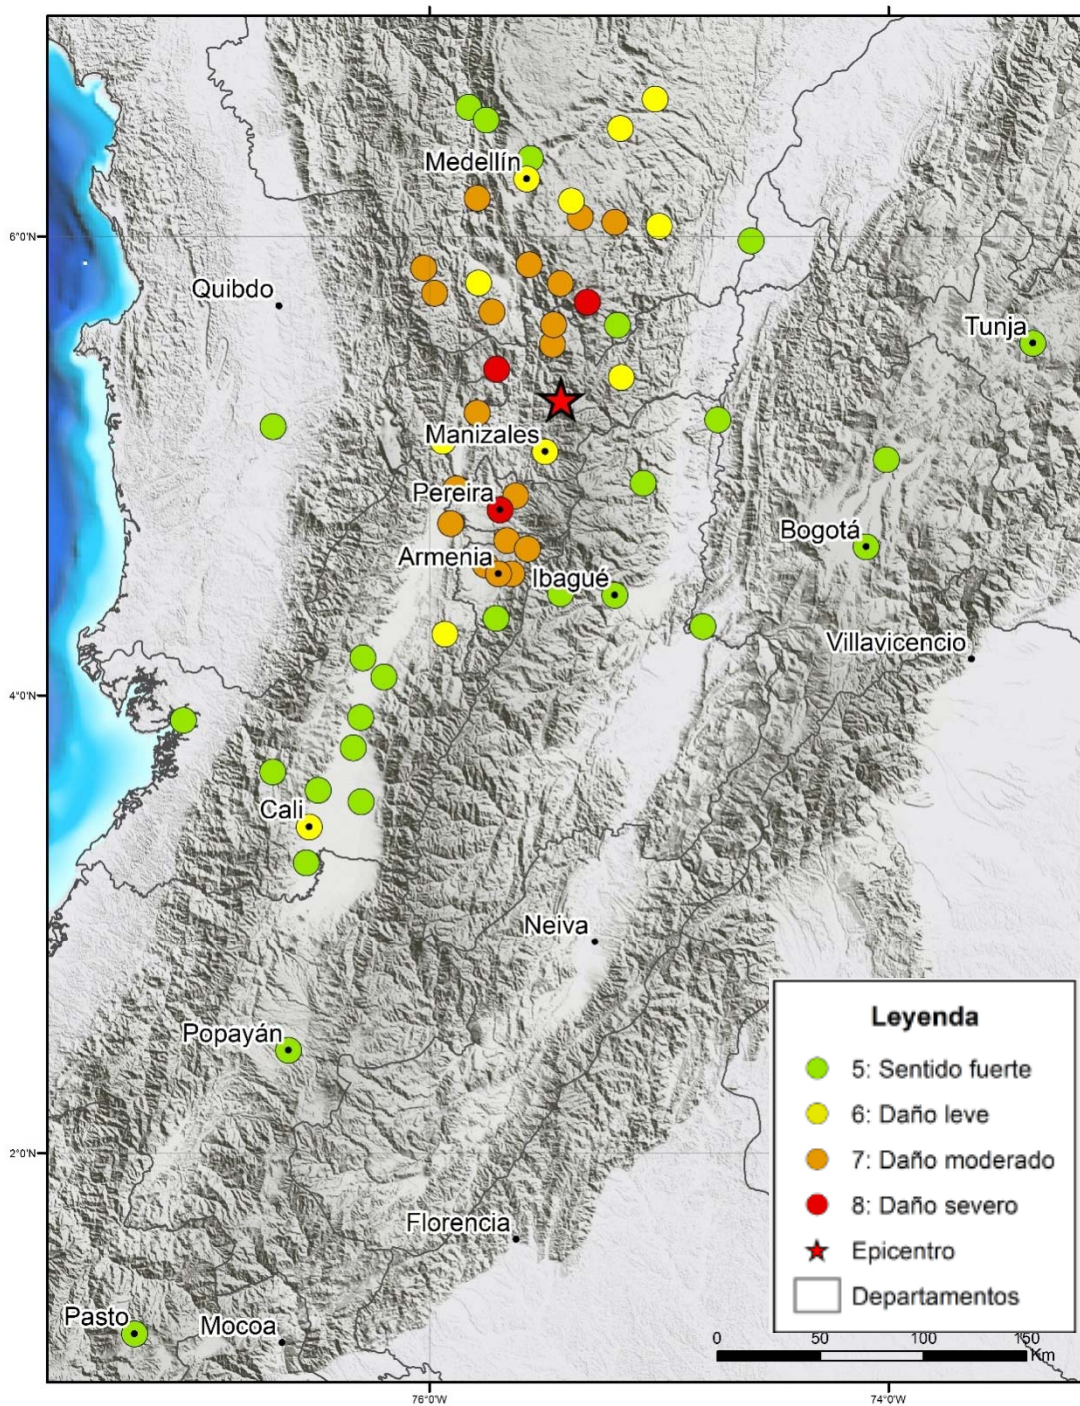 Medellín
6°0'N
Quibdo
Tunja
Manizales
Pereira
Bogotá
Armenia
Ibagué
Villavicencio
4°0'N
Cali
Neiva
Leyenda
5: Sentido fuerte
6: Daño leve
7: Daño moderado
8: Daño severo
Epicentro
Departamentos
Popayán
2°0'N
Florencia
Pasto
Mocoa
0 50 100 150
Km
76°0'W 74°0'W